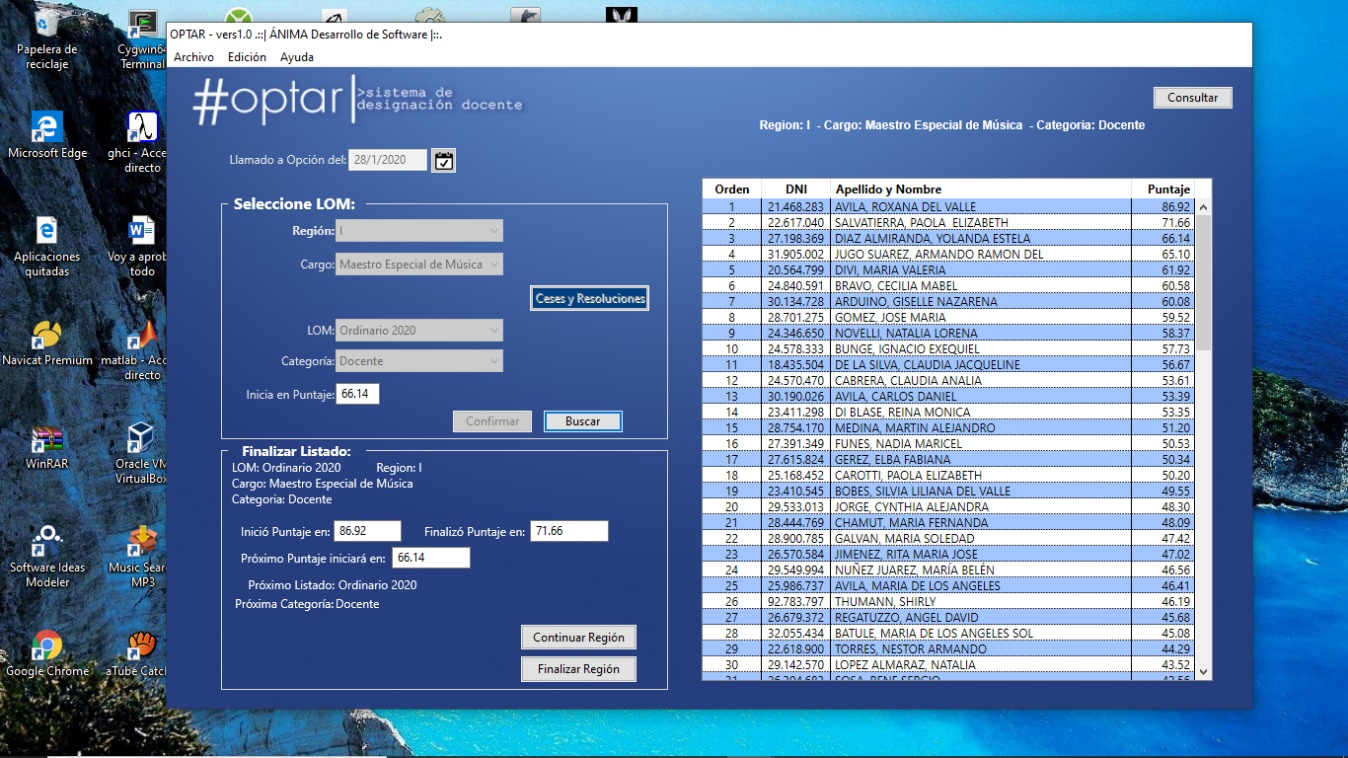 Papelera de
reciclaje
Cygwin64
Terminal
Microsoft Edge
ghci - Acce
directo
Aplicaciones
quitadas
Voy a aprob
todo
Navicat Premium
matlab - Acc
directo
WinRAR
Oracle VM
VirtualBox
Software Ideas
Modeler
Music Sear
MP3
Google Chrome
aTube Catc
OPTAR - vers1.0 .::| ÁNIMA Desarrollo de Software |::.
Archivo Edición Ayuda
#optar >sistema de
designación docente
Consultar
Region: I - Cargo: Maestro Especial de Música - Categoria: Docente
Llamado a Opción del: 28/1/2020
Seleccione LOM:
Región: I
Cargo: Maestro Especial de Música
Ceses y Resoluciones
LOM: Ordinario 2020
Categoría: Docente
Inicia en Puntaje: 66.14
Confirmar Buscar
Finalizar Listado:
LOM: Ordinario 2020 Region: I
Cargo: Maestro Especial de Música
Categoria: Docente
Inició Puntaje en: 86.92 Finalizó Puntaje en: 71.66
Próximo Puntaje iniciará en: 66.14
Próximo Listado: Ordinario 2020
Próxima Categoría: Docente
Continuar Región
Finalizar Región
Orden DNI Apellido y Nombre Puntaje
1 21.468.283 AVILA, ROXANA DEL VALLE 86.92
2 22.617.040 SALVATIERRA, PAOLA ELIZABETH 71.66
3 27.198.369 DIAZ ALMIRANDA, YOLANDA ESTELA 66.14
4 31.905.002 JUGO SUAREZ, ARMANDO RAMON DEL 65.10
5 20.564.799 DIVI, MARIA VALERIA 61.92
6 24.840.591 BRAVO, CECILIA MABEL 60.58
7 30.134.728 ARDUINO, GISELLE NAZARENA 60.08
8 28.701.275 GOMEZ, JOSE MARIA 59.52
9 24.346.650 NOVELLI, NATALIA LORENA 58.37
10 24.578.333 BUNGE, IGNACIO EXEQUIEL 57.73
11 18.435.504 DE LA SILVA, CLAUDIA JACQUELINE 56.67
12 24.570.470 CABRERA, CLAUDIA ANALIA 53.61
13 30.190.026 AVILA, CARLOS DANIEL 53.39
14 23.411.298 DI BLASE, REINA MONICA 53.35
15 28.754.170 MEDINA, MARTIN ALEJANDRO 51.20
16 27.391.349 FUNES, NADIA MARICEL 50.53
17 27.615.824 GEREZ, ELBA FABIANA 50.34
18 25.168.452 CAROTTI, PAOLA ELIZABETH 50.20
19 23.410.545 BOBES, SILVIA LILIANA DEL VALLE 49.55
20 29.533.013 JORGE, CYNTHIA ALEJANDRA 48.30
21 28.444.769 CHAMUT, MARIA FERNANDA 48.09
22 28.900.785 GALVAN, MARIA SOLEDAD 47.42
23 26.570.584 JIMENEZ, RITA MARIA JOSE 47.02
24 29.549.994 NUÑEZ JUAREZ, MARÍA BELÉN 46.56
25 25.986.737 AVILA, MARIA DE LOS ANGELES 46.41
26 92.783.797 THUMANN, SHIRLY 46.19
27 26.679.372 REGATUZZO, ANGEL DAVID 45.68
28 32.055.434 BATULE, MARIA DE LOS ANGELES SOL 45.08
29 22.618.900 TORRES, NESTOR ARMANDO 44.29
30 29.142.570 LOPEZ ALMARAZ, NATALIA 43.52